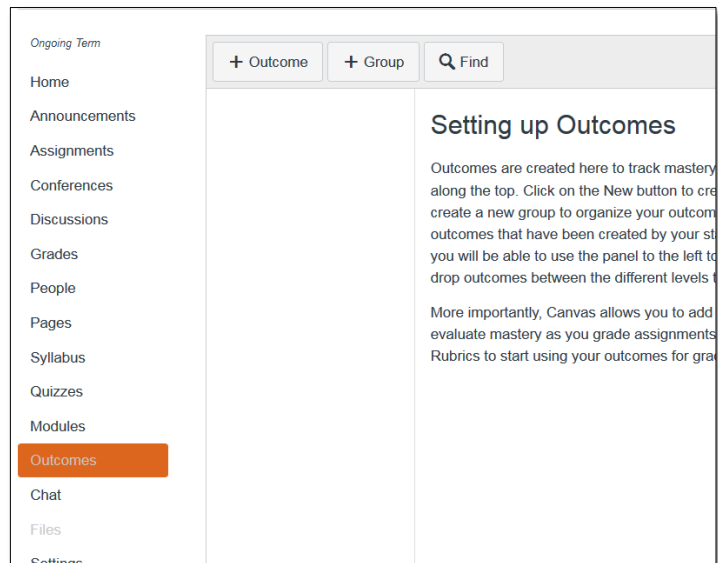 Ongoing Term
Home
Announcements
Assignments
Conferences
Discussions
Grades
People
Pages
Syllabus
Quizzes
Modules
Outcomes
Chat
Files
Settings
+ Outcome
+ Group
Find
Setting up Outcomes
Outcomes are created here to track mastery
along the top. Click on the New button to cre
create a new group to organize your outcom
outcomes that have been created by your st
you will be able to use the panel to the left to
drop outcomes between the different levels t
More importantly, Canvas allows you to add
evaluate mastery as you grade assignments
Rubrics to start using your outcomes for gra